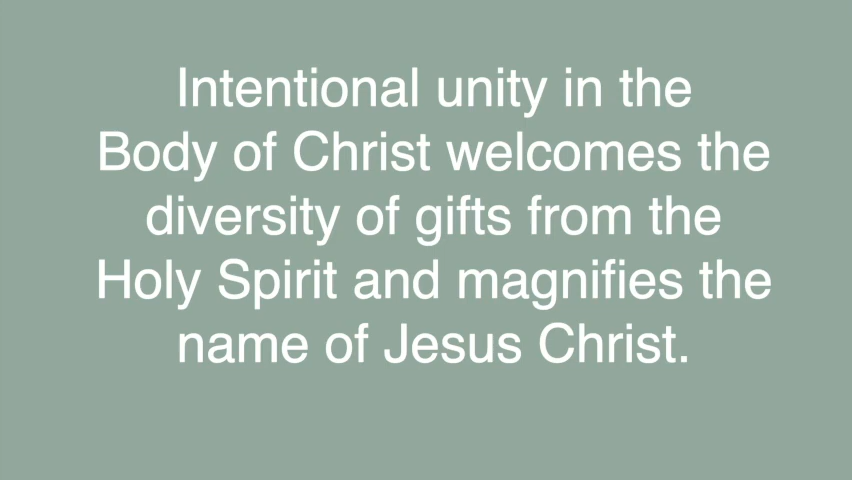 Intentional unity in the
Body of Christ welcomes the
diversity of gifts from the
Holy Spirit and magnifies the
name of Jesus Christ.